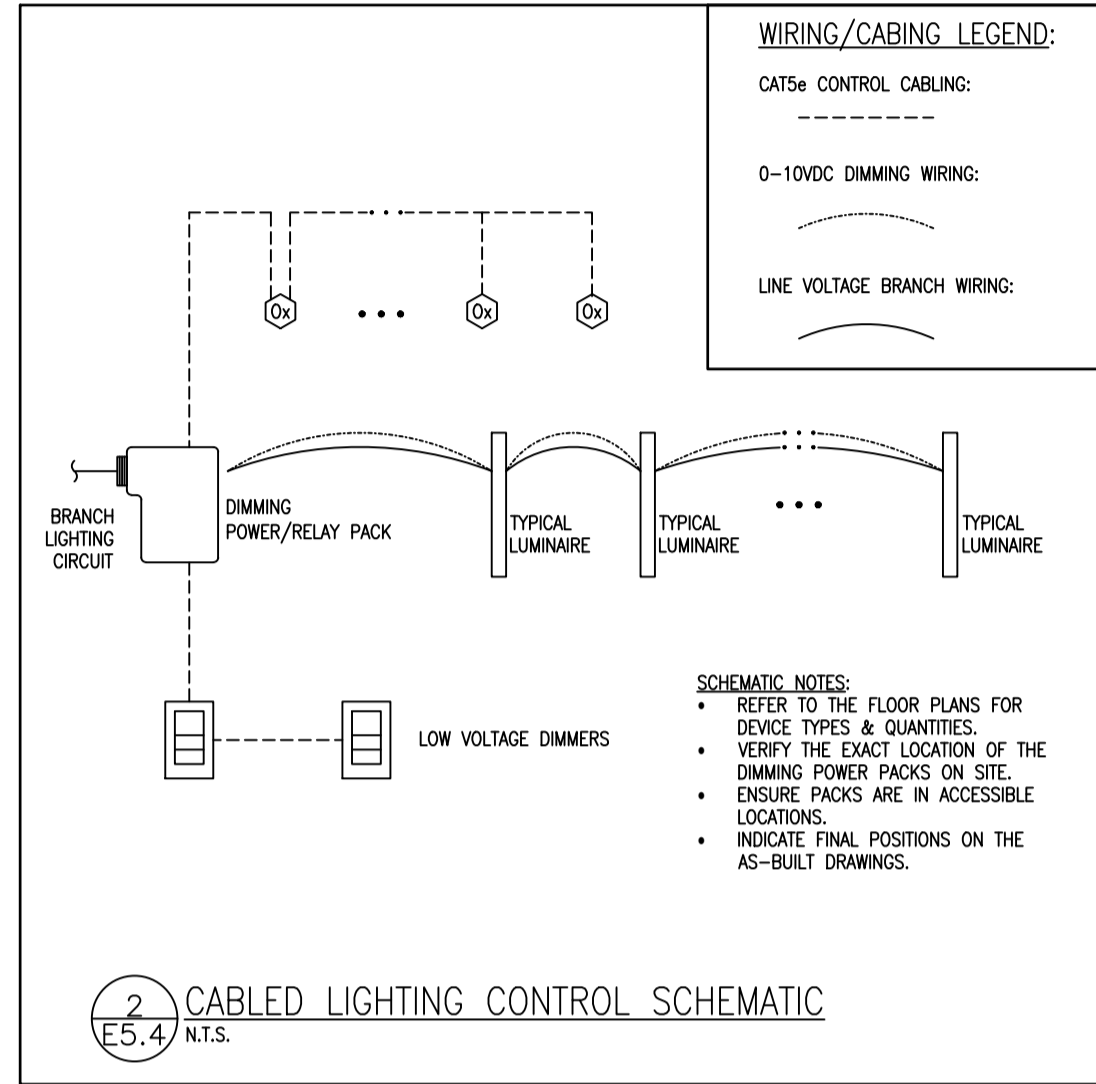 WIRING/CABING LEGEND:
CAT5e CONTROL CABLING:
0-10VDC DIMMING WIRING:
LINE VOLTAGE BRANCH WIRING:
0x
0x
0x
BRANCH
LIGHTING
CIRCUIT
DIMMING
POWER/RELAY PACK
TYPICAL
LUMINAIRE
TYPICAL
LUMINAIRE
TYPICAL
LUMINAIRE
LOW VOLTAGE DIMMERS
SCHEMATIC NOTES:
• REFER TO THE FLOOR PLANS FOR
DEVICE TYPES & QUANTITIES.
• VERIFY THE EXACT LOCATION OF THE
DIMMING POWER PACKS ON SITE.
• ENSURE PACKS ARE IN ACCESSIBLE
LOCATIONS.
• INDICATE FINAL POSITIONS ON THE
AS-BUILT DRAWINGS.
2
E5.4
CABLED LIGHTING CONTROL SCHEMATIC
N.T.S.